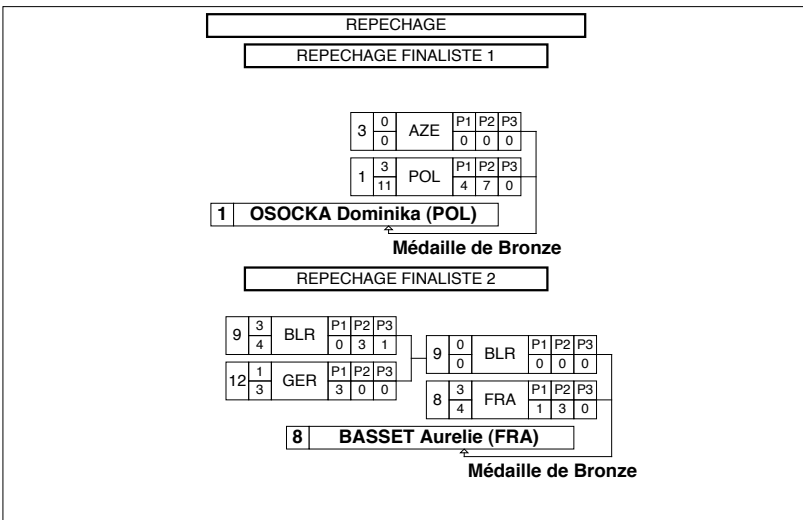 REPECHAGE
REPECHAGE FINALISTE 1
3 0 AZE P1 P2 P3
0 0 0 0
1 3 POL P1 P2 P3
11 4 7 0
1 OSOCKA Dominika (POL)
Médaille de Bronze
REPECHAGE FINALISTE 2
9 3 BLR P1 P2 P3
4 0 3 1
12 1 GER P1 P2 P3
3 3 0 0
9 0 BLR P1 P2 P3
0 0 0 0
8 3 FRA P1 P2 P3
4 1 3 0
8 BASSET Aurelie (FRA)
Médaille de Bronze